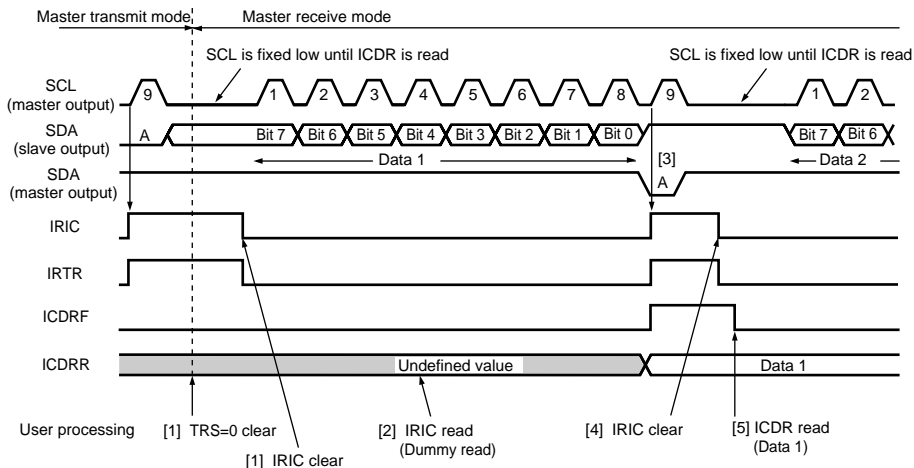 Master transmit mode
Master receive mode
SCL is fixed low until ICDR is read
SCL is fixed low until ICDR is read
SCL
(master output)
9
1
2
3
4
5
6
7
8
9
1
2
SDA
(slave output)
A
Bit 7
Bit 6
Bit 5
Bit 4
Bit 3
Bit 2
Bit 1
Bit 0
Bit 7
Bit 6
Data 1
[3]
Data 2
SDA
(master output)
A
IRIC
IRTR
ICDRF
ICDRR
Undefined value
Data 1
User processing
[1] TRS=0 clear
[1] IRIC clear
[2] IRIC read
(Dummy read)
[4] IRIC clear
[5] ICDR read
(Data 1)